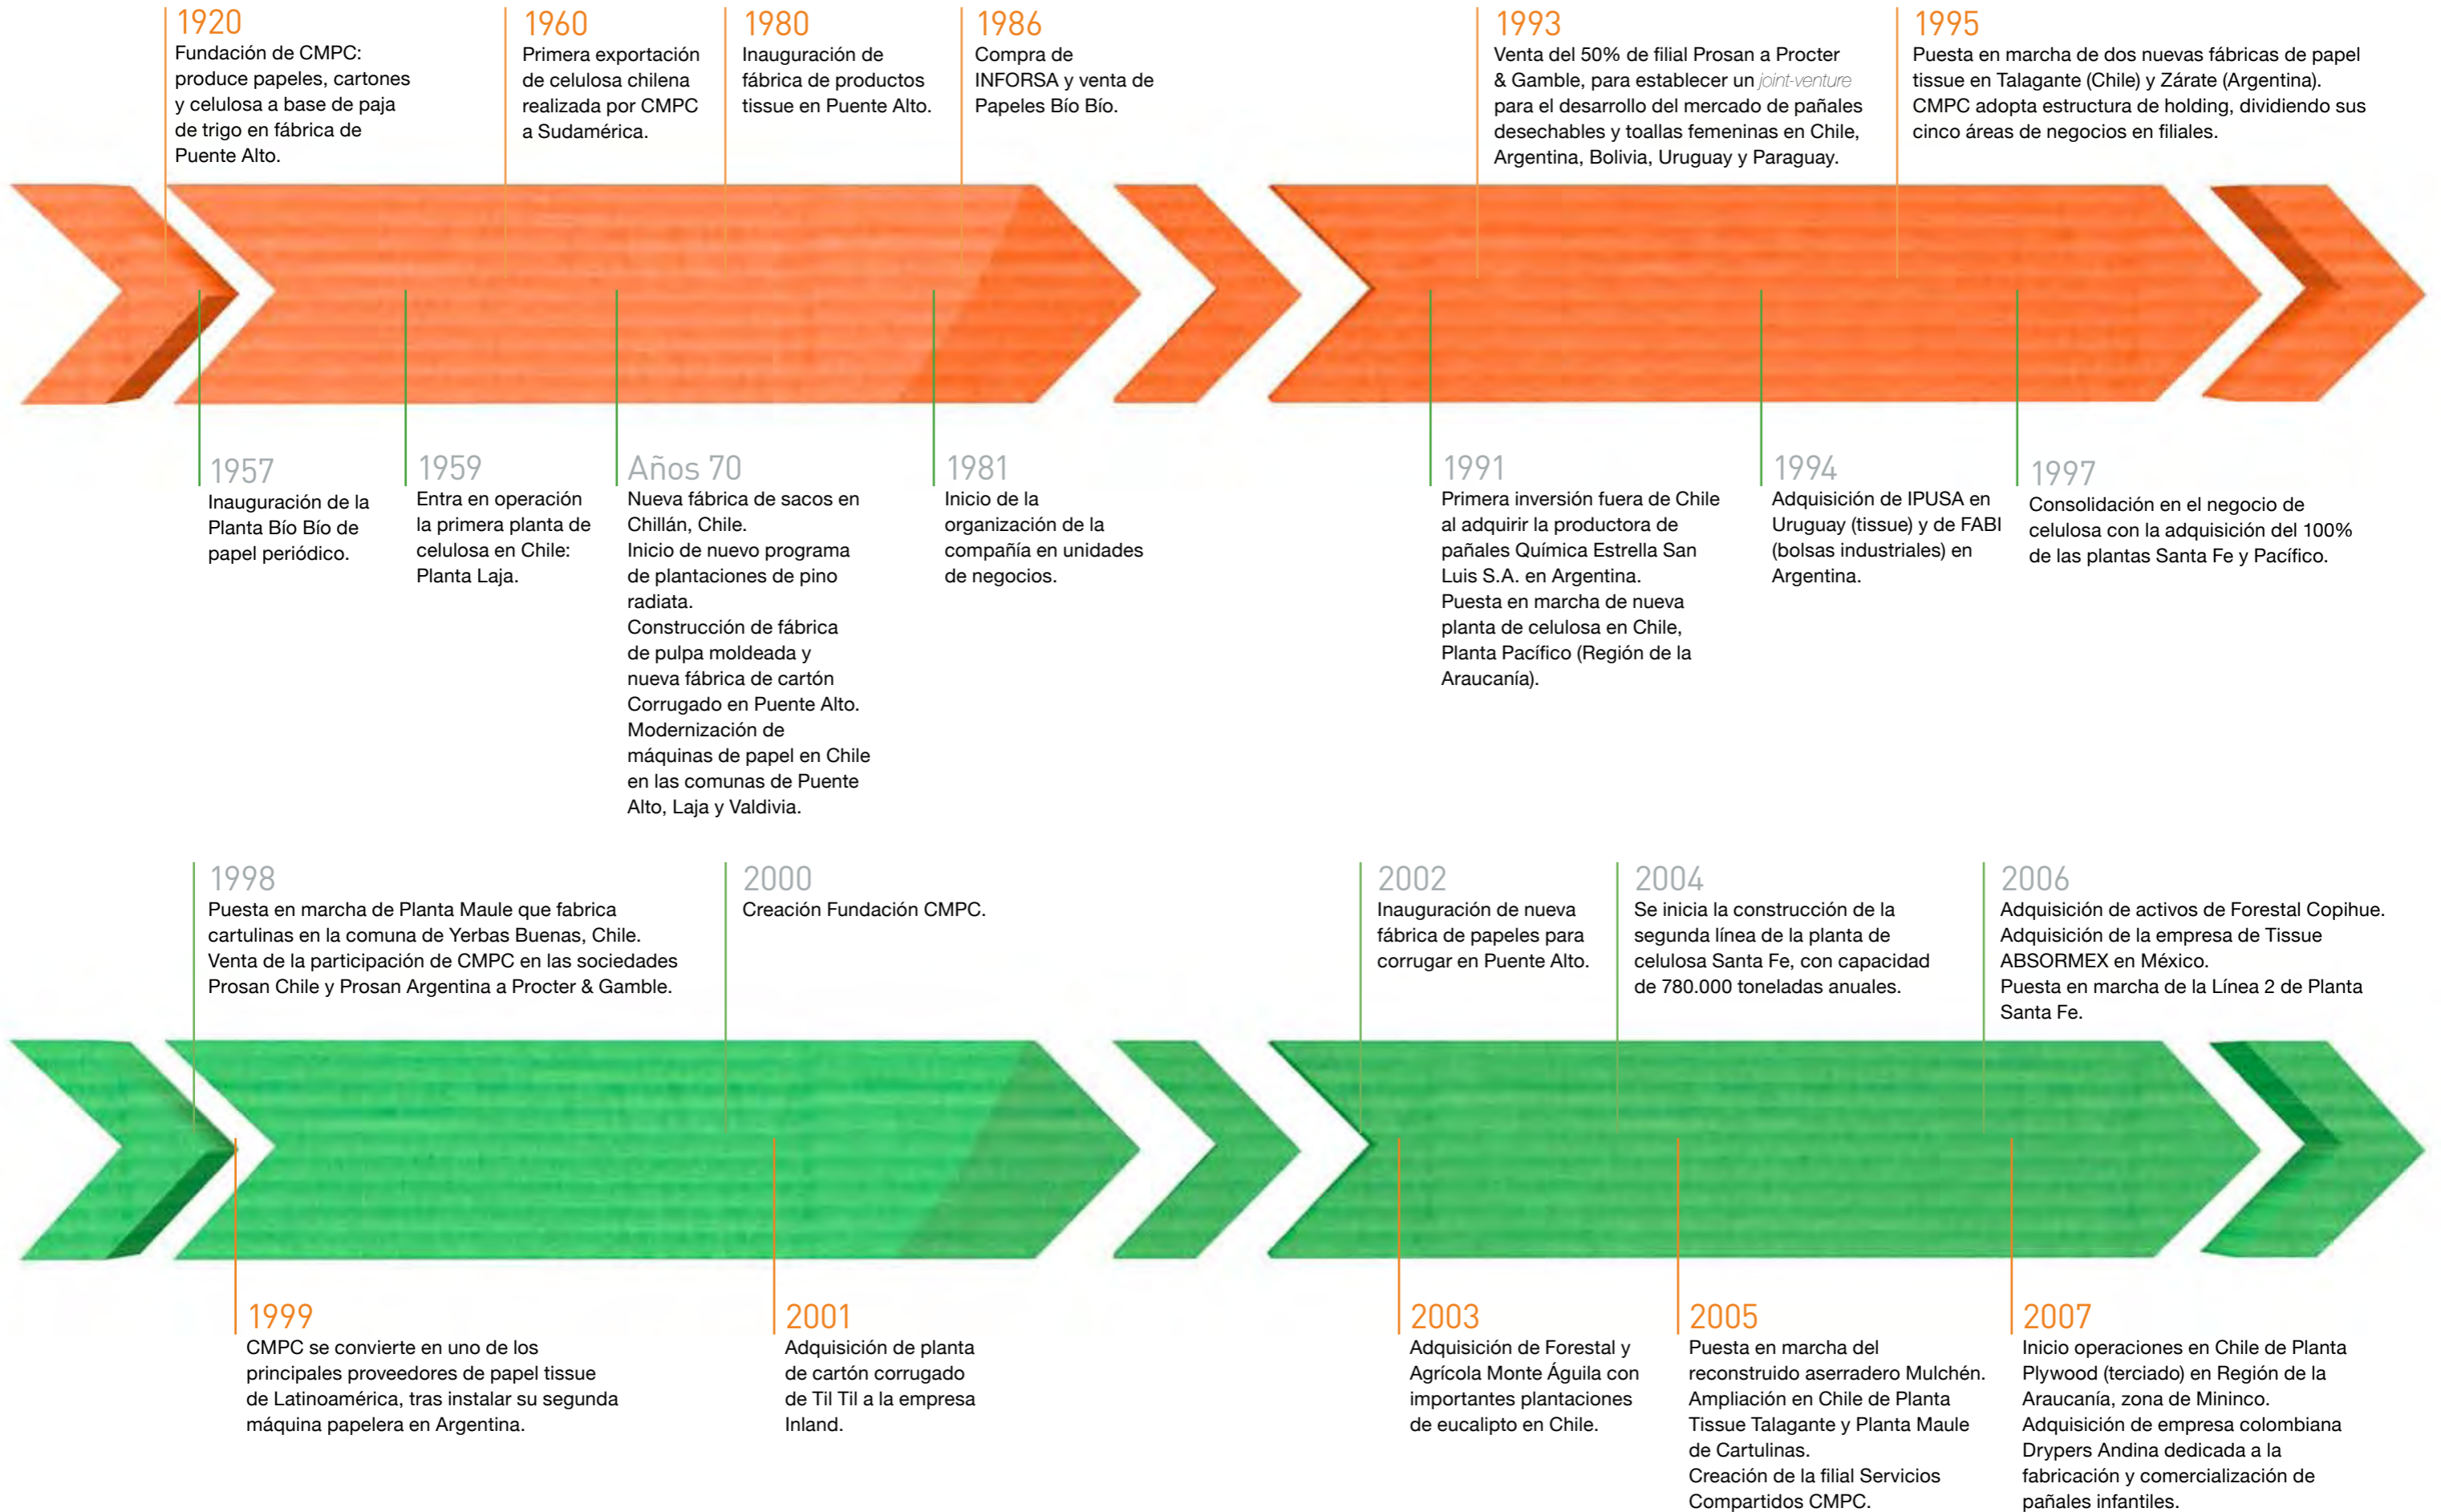 1920
Fundación de CMPC:
produce papeles, cartones
y celulosa a base de paja
de trigo en fábrica de
Puente Alto.
1960
Primera exportación
de celulosa chilena
realizada por CMPC
a Sudamérica.
1980
Inauguración de
fábrica de productos
tissue en Puente Alto.
1986
Compra de
INFORSA y venta de
Papeles Bío Bío.
1993
Venta del 50% de filial Prosan a Procter
& Gamble, para establecer un joint-venture
para el desarrollo del mercado de pañales
desechables y toallas femeninas en Chile,
Argentina, Bolivia, Uruguay y Paraguay.
1995
Puesta en marcha de dos nuevas fábricas de papel
tissue en Talagante (Chile) y Zárate (Argentina).
CMPC adopta estructura de holding, dividiendo sus
cinco áreas de negocios en filiales.
1957
Inauguración de la
Planta Bío Bío de
papel periódico.
1959
Entra en operación
la primera planta de
celulosa en Chile:
Planta Laja.
Años 70
Nueva fábrica de sacos en
Chillán, Chile.
Inicio de nuevo programa
de plantaciones de pino
radiata.
Construcción de fábrica
de pulpa moldeada y
nueva fábrica de cartón
Corrugado en Puente Alto.
Modernización de
máquinas de papel en Chile
en las comunas de Puente
Alto, Laja y Valdivia.
1981
Inicio de la
organización de la
compañía en unidades
de negocios.
1991
Primera inversión fuera de Chile
al adquirir la productora de
pañales Química Estrella San
Luis S.A. en Argentina.
Puesta en marcha de nueva
planta de celulosa en Chile,
Planta Pacífico (Región de la
Araucanía).
1994
Adquisición de IPUSA en
Uruguay (tissue) y de FABI
(bolsas industriales) en
Argentina.
1997
Consolidación en el negocio de
celulosa con la adquisición del 100%
de las plantas Santa Fe y Pacífico.
1998
Puesta en marcha de Planta Maule que fabrica
cartulinas en la comuna de Yerbas Buenas, Chile.
Venta de la participación de CMPC en las sociedades
Prosan Chile y Prosan Argentina a Procter & Gamble.
2000
Creación Fundación CMPC.
2002
Inauguración de nueva
fábrica de papeles para
corrugar en Puente Alto.
2004
Se inicia la construcción de la
segunda línea de la planta de
celulosa Santa Fe, con capacidad
de 780.000 toneladas anuales.
2006
Adquisición de activos de Forestal Copihue.
Adquisición de la empresa de Tissue
ABSORMEX en México.
Puesta en marcha de la Línea 2 de Planta
Santa Fe.
1999
CMPC se convierte en uno de los
principales proveedores de papel tissue
de Latinoamérica, tras instalar su segunda
máquina papelera en Argentina.
2001
Adquisición de planta
de cartón corrugado
de Til Til a la empresa
Inland.
2003
Adquisición de Forestal y
Agrícola Monte Águila con
importantes plantaciones
de eucalipto en Chile.
2005
Puesta en marcha del
reconstruido aserradero Mulchén.
Ampliación en Chile de Planta
Tissue Talagante y Planta Maule
de Cartulinas.
Creación de la filial Servicios
Compartidos CMPC.
2007
Inicio operaciones en Chile de Planta
Plywood (terciado) en Región de la
Araucanía, zona de Mininco.
Adquisición de empresa colombiana
Drypers Andina dedicada a la
fabricación y comercialización de
pañales infantiles.